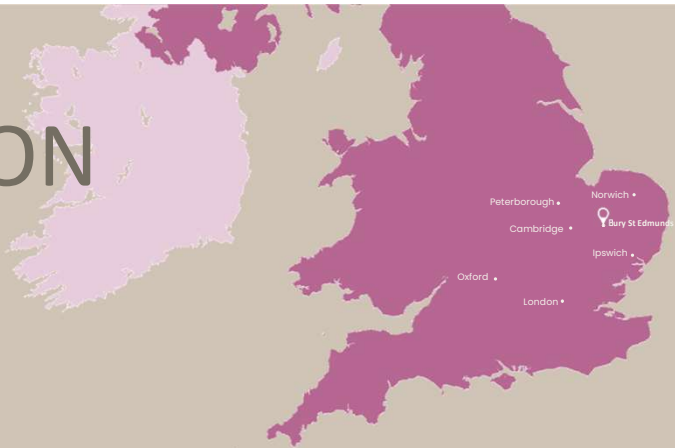 ON
Norwich
Peterborough
Bury St Edmunds
Cambridge
Ipswich
Oxford
London